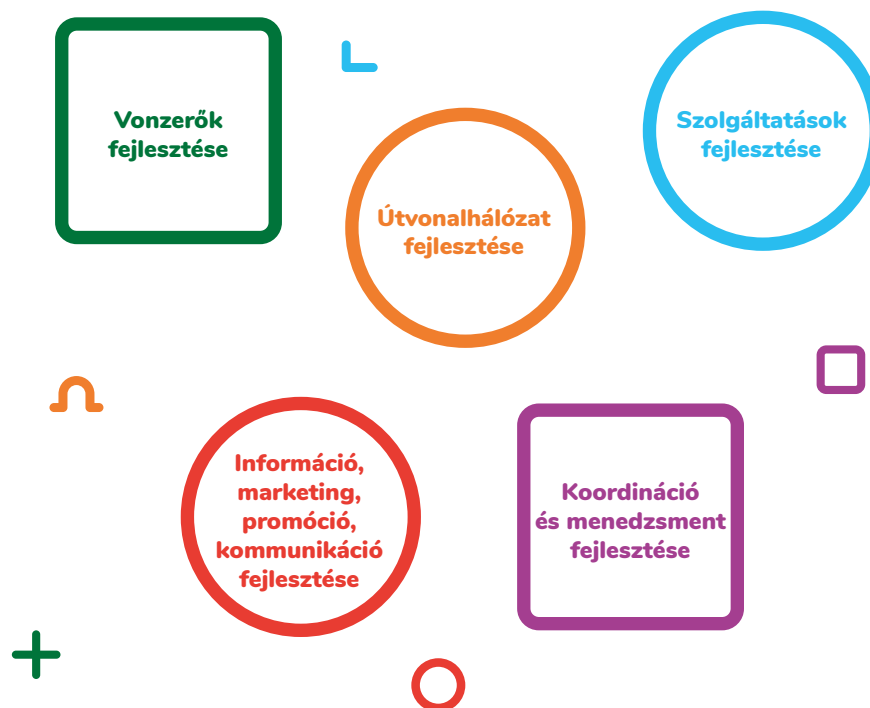 Vonzerők
fejlesztése
Útvonalhálózat
fejlesztése
Szolgáltatások
fejlesztése
Információ,
marketing,
promóció,
kommunikáció
fejlesztése
Koordináció
és menedzsment
fejlesztése